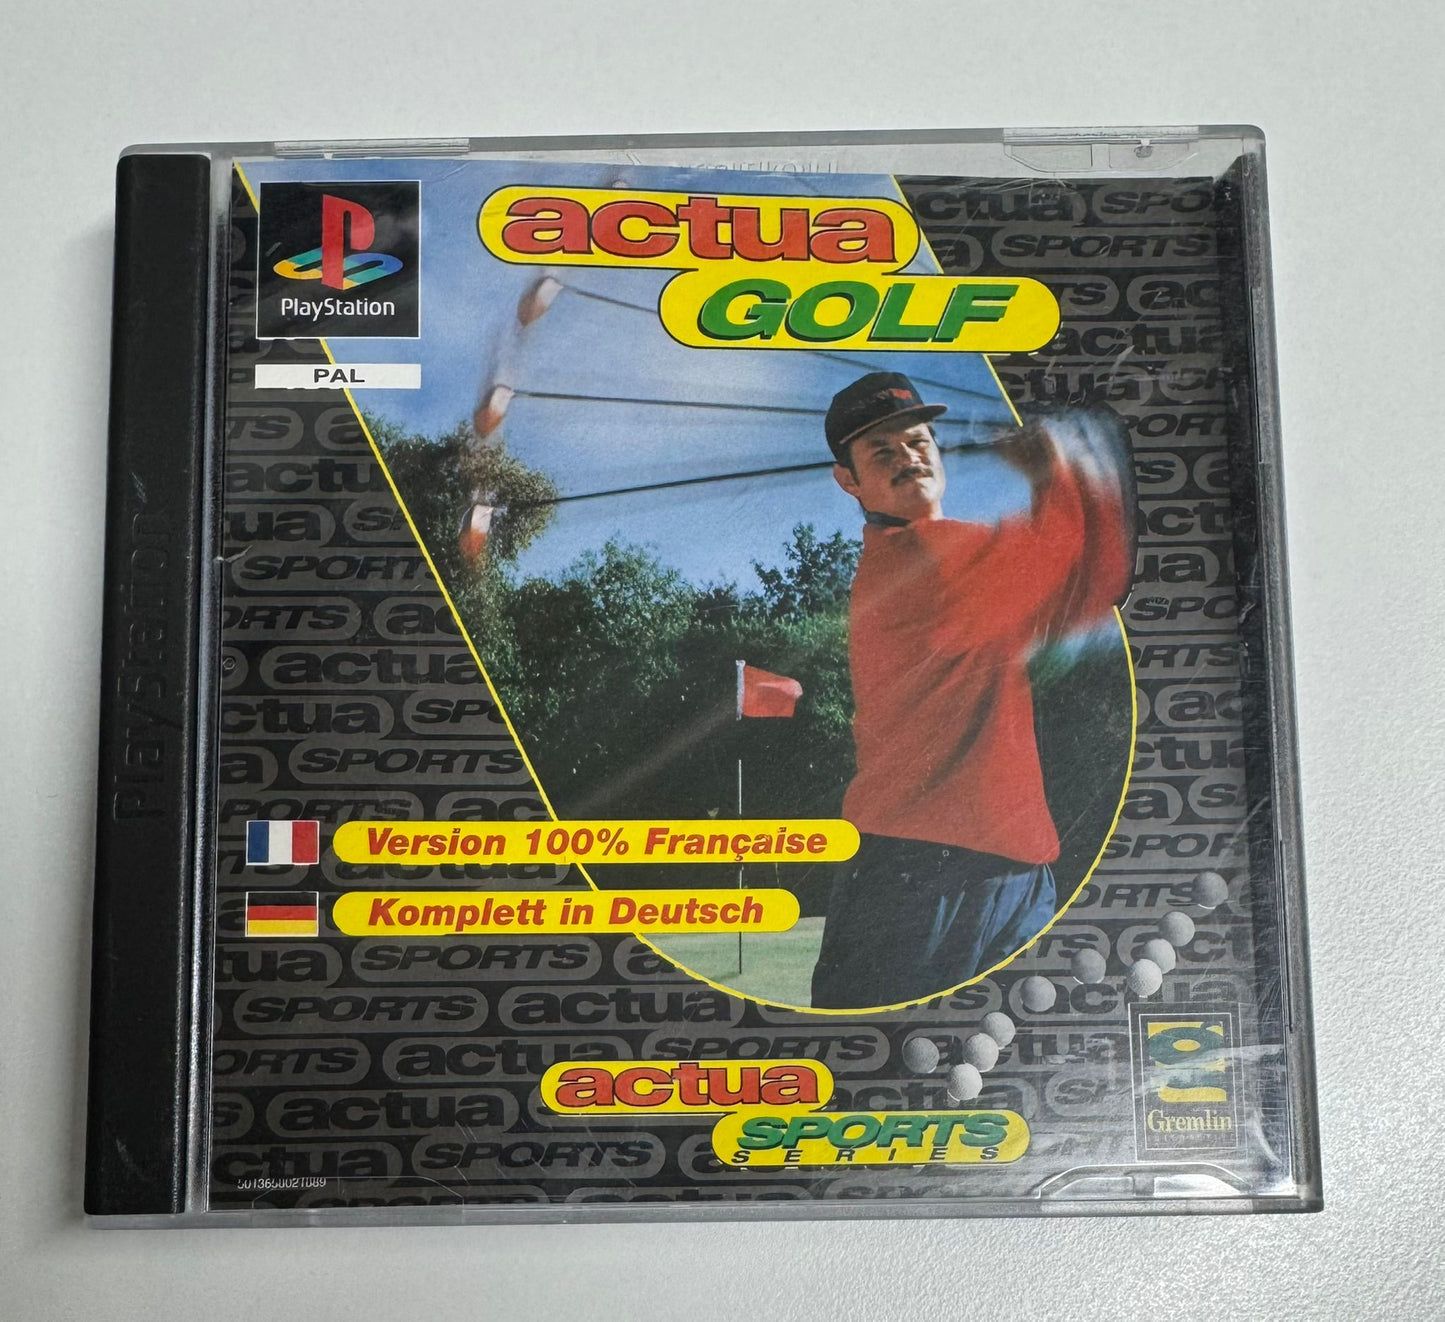 PlayStation
PAL
actua
GOLF
PlayStation
Version 100% Française
Komplett in Deutsch
actua
SPORTS
SERIES
Gremlin